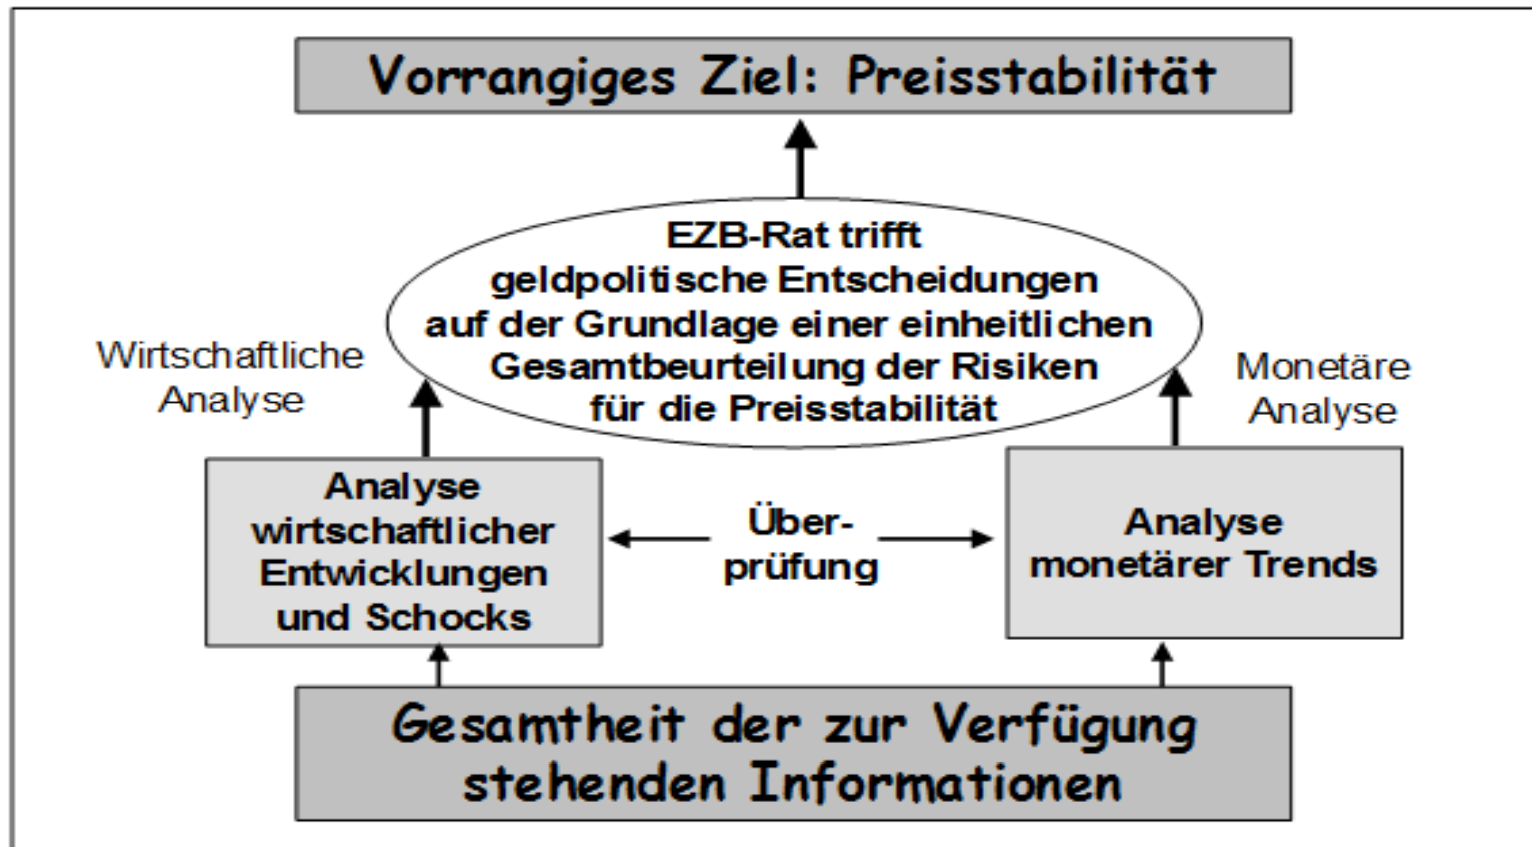 Vorrangiges Ziel: Preisstabilität
EZB-Rat trifft
geldpolitische Entscheidungen
auf der Grundlage einer einheitlichen
Gesamtbeurteilung der Risiken
für die Preisstabilität
Wirtschaftliche
Analyse
Monetäre
Analyse
Analyse
wirtschaftlicher
Entwicklungen
und Schocks
Über-
prüfung
Analyse
monetärer Trends
Gesamtheit der zur Verfügung
stehenden Informationen